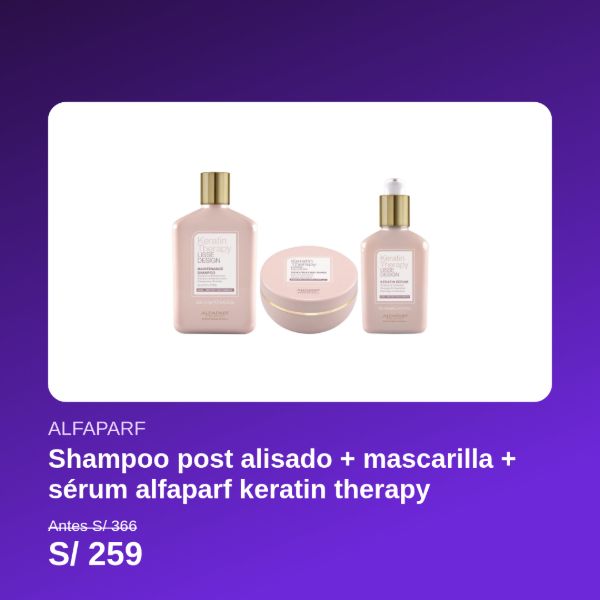 Keratin
Therapy
LISSE
DESIGN
MAINTENANCE
SHAMPOO
ALFAPARF
Keratin
Therapy
LISSE
ALFAPARF
Keratin
Therapy
LISSE
DESIGN
KERATIN SERUM
ALFAPARF
ALFAPARF
Shampoo post alisado + mascarilla +
sérum alfaparf keratin therapy
Antes S/ 366
S/ 259